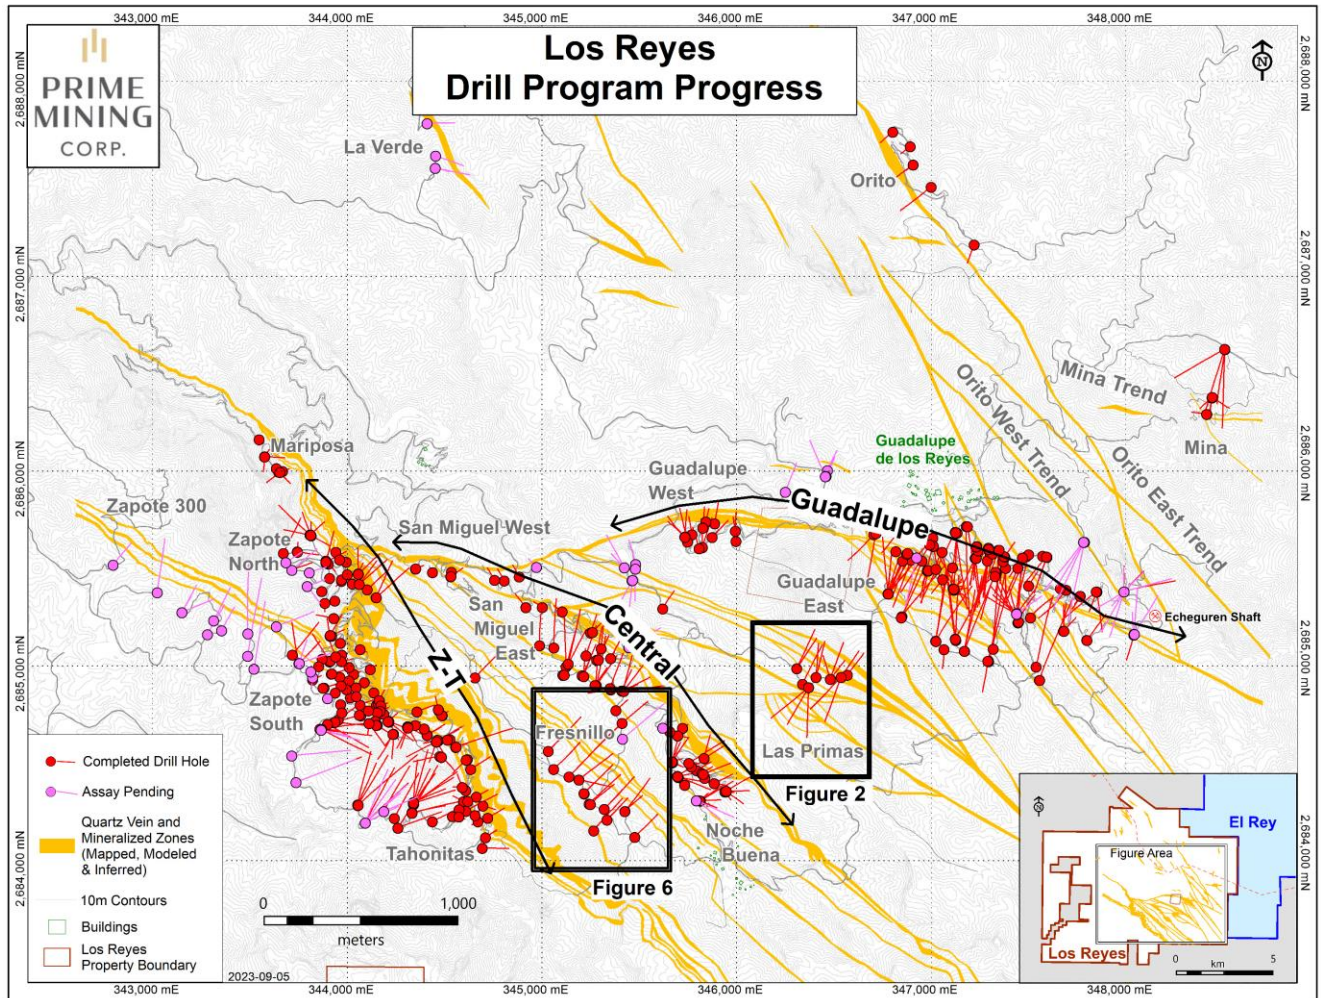 343,000 mE
344,000 mE
345,000 mE
346,000 mE
347,000 mE
348,000 mE
PRIME
MINING
CORP.
Los Reyes
Drill Program Progress
N
2,688,000 mN
2,688,000 mN
La Verde
Orito
2,687,000 mN
2,687,000 mN
Mina Trend
Orito West Trend
Orito East Trend
Mina
Mariposa
Guadalupe
de los Reyes
2,686,000 mN
2,686,000 mN
Guadalupe
West
Guadalupe
Zapote 300
San Miguel West
Zapote
North
Guadalupe
East
San
Miguel
East
Central
Echeguren Shaft
Z-T
2,685,000 mN
2,685,000 mN
Zapote
South
Fresnillo
Las Primas
Figure 2
Noche
Buena
Tahonitas
2,684,000 mN
2,684,000 mN
Figure 6
Completed Drill Hole
Assay Pending
Quartz Vein and
Mineralized Zones
(Mapped, Modeled
& Inferred)
10m Contours
Buildings
Los Reyes
Property Boundary
0 1,000
meters
2023-09-05
N
El Rey
Figure Area
Los Reyes
0 5
km
343,000 mE
344,000 mE
345,000 mE
346,000 mE
347,000 mE
348,000 mE